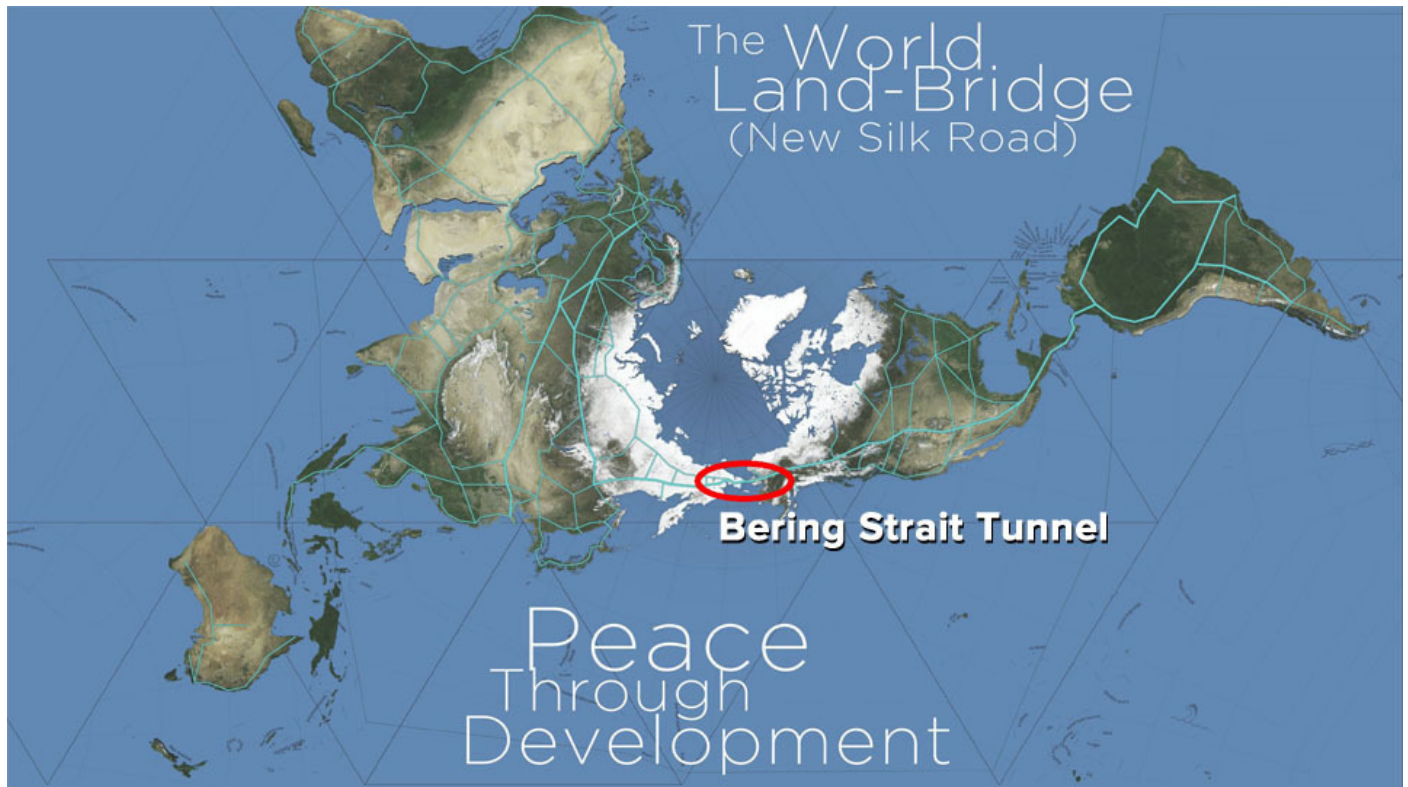 The World
Land-Bridge
(New Silk Road)
Bering Strait Tunnel
Peace
Through
Development